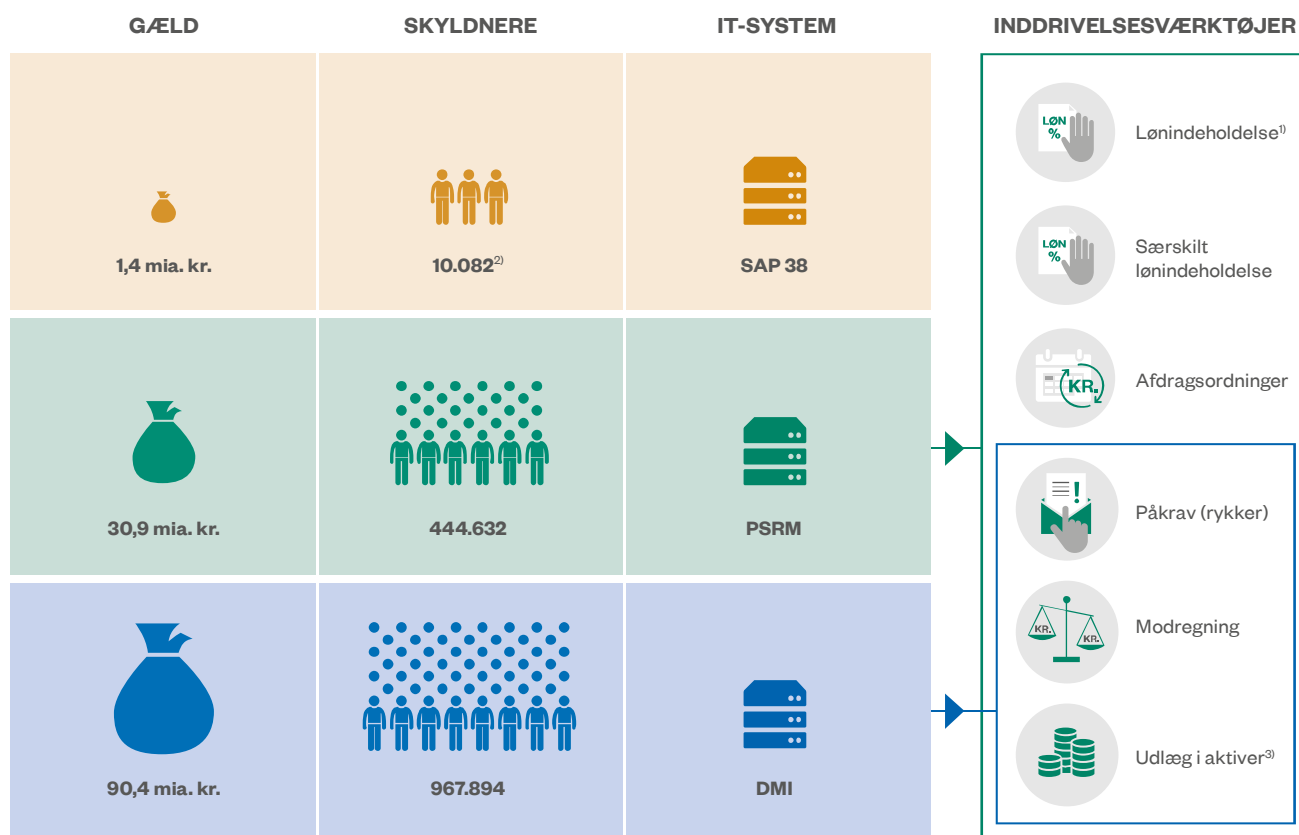 GÆLD
SKYLDNERE
IT-SYSTEM
INDDRIVELSESVÆRKTØJER
1,4 mia. kr.
10.082²⁾
SAP 38
30,9 mia. kr.
444.632
PSRM
90,4 mia. kr.
967.894
DMI
LØN
%
Lønindeholdelse¹⁾
LØN
%
Særskilt
lønindeholdelse
KR.
Afdragsordninger
!
Påkrav (rykker)
KR.
KR.
Modregning
Udlæg i aktiver³⁾